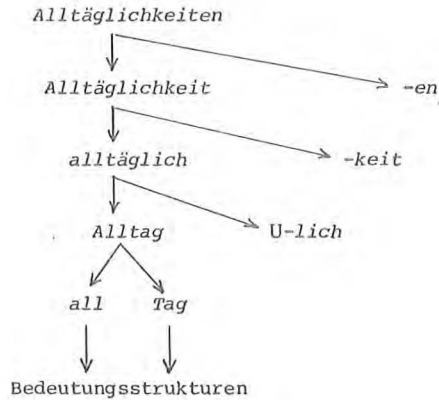 Alltäglichkeiten
Alltäglichkeit -en
alltäglich -keit
Alltag U-lich
all Tag
Bedeutungsstrukturen